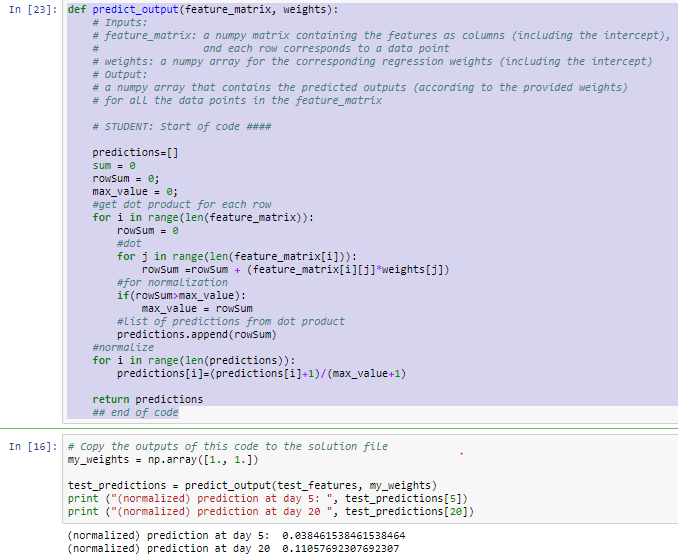 In [23]: def predict_output(feature_matrix, weights):
# Inputs:
# feature_matrix: a numpy matrix containing the features as columns (including the intercept),
# and each row corresponds to a data point
# weights: a numpy array for the corresponding regression weights (including the intercept)
# Output:
# a numpy array that contains the predicted outputs (according to the provided weights)
# for all the data points in the feature_matrix
# STUDENT: Start of code ####
predictions=[]
sum = 0
rowSum = 0;
max_value = 0;
#get dot product for each row
for i in range(len(feature_matrix)):
rowSum = 0
#dot
for j in range(len(feature_matrix[i])):
rowSum =rowSum + (feature_matrix[i][j]*weights[j])
#for normalization
if(rowSum>max_value):
max_value = rowSum
#list of predictions from dot product
predictions.append(rowSum)
#normalize
for i in range(len(predictions)):
predictions[i]=(predictions[i]+1)/(max_value+1)
return predictions
## end of code
In [16]: # Copy the outputs of this code to the solution file
my_weights = np.array([1., 1.])
test_predictions = predict_output(test_features, my_weights)
print ("(normalized) prediction at day 5: ", test_predictions[5])
print ("(normalized) prediction at day 20 ", test_predictions[20])
(normalized) prediction at day 5:  0.038461538461538464
(normalized) prediction at day 20  0.11057692307692307